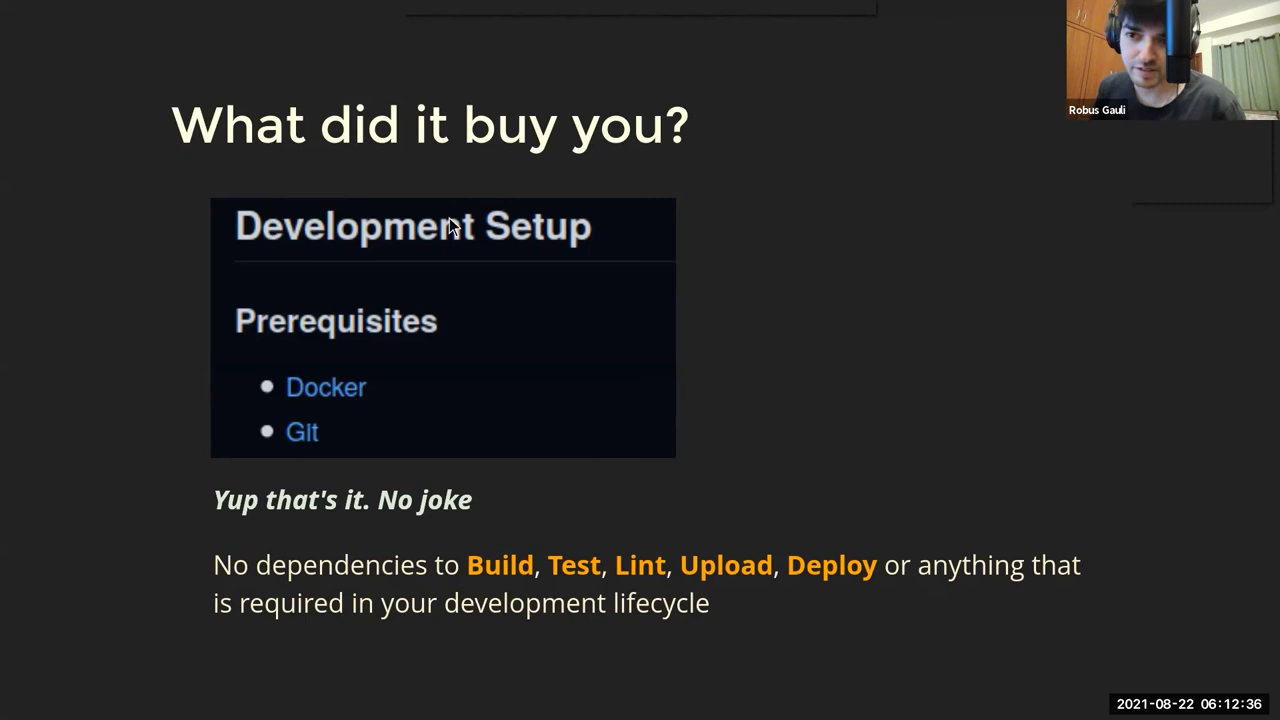 Robus Gauli
What did it buy you?
Development Setup
Prerequisites
Docker
Git
Yup that's it. No joke
No dependencies to Build, Test, Lint, Upload, Deploy or anything that
is required in your development lifecycle
2021-08-22 06:12:36